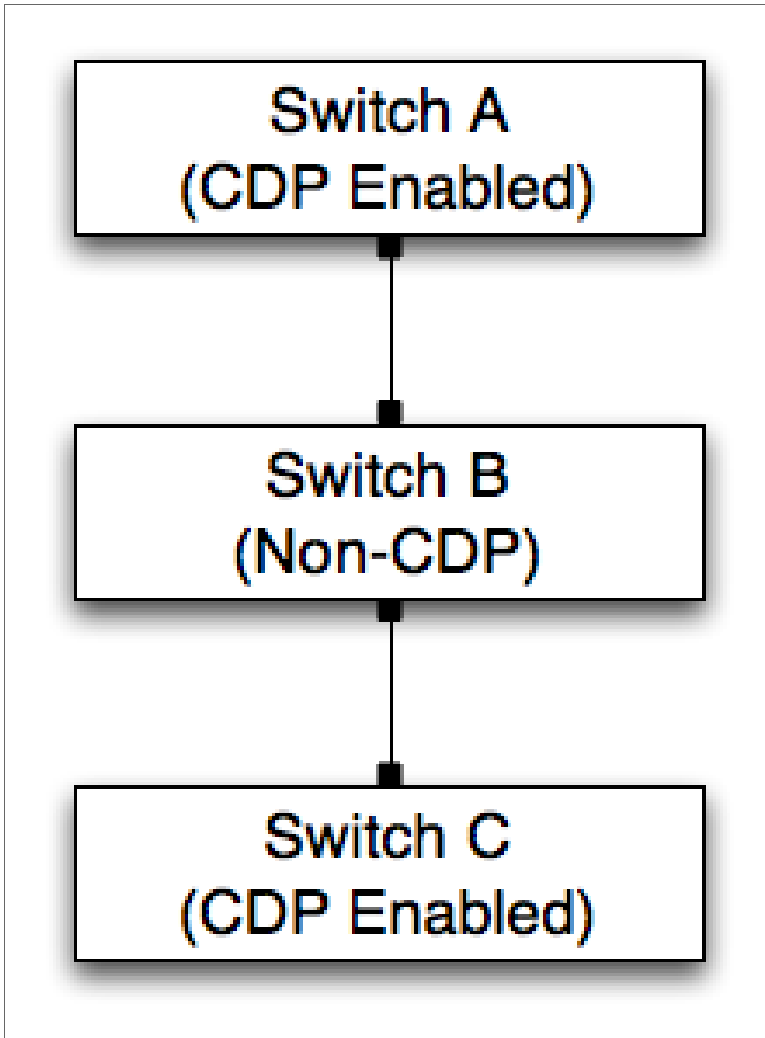 Switch A
(CDP Enabled)
Switch B
(Non-CDP)
Switch C
(CDP Enabled)